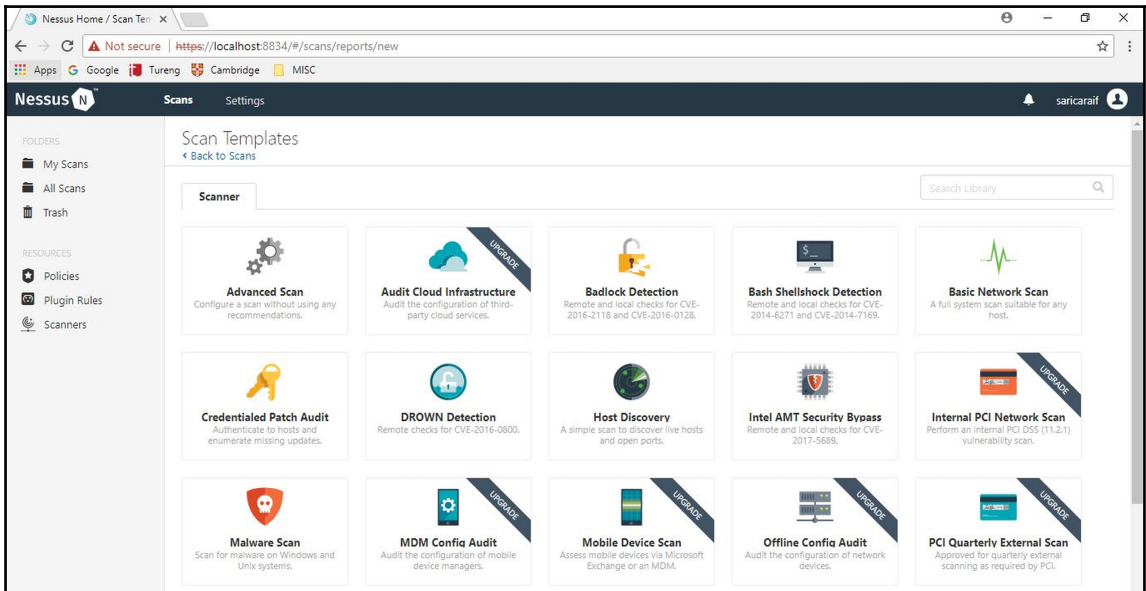 Nessus Home / Scan Tem
Not secure | https://localhost:8834/#/scans/reports/new
Apps Google Tureng Cambridge MISC
Nessus N Scans Settings saricaraif
FOLDERS
My Scans
All Scans
Trash
RESOURCES
Policies
Plugin Rules
Scanners
Scan Templates
Back to Scans
Scanner
Search Library
Advanced Scan
Configure a scan without using any
recommendations.
UPGRADE
Audit Cloud Infrastructure
Audit the configuration of third-
party cloud services.
Badlock Detection
Remote and local checks for CVE-
2016-2118 and CVE-2016-0128.
$_
Bash Shellshock Detection
Remote and local checks for CVE-
2014-6271 and CVE-2014-7169.
Basic Network Scan
A full system scan suitable for any
host.
Credentialed Patch Audit
Authenticate to hosts and
enumerate missing updates.
DROWN Detection
Remote checks for CVE-2016-0800.
Host Discovery
A simple scan to discover live hosts
and open ports.
Intel AMT Security Bypass
Remote and local checks for CVE-
2017-5689.
UPGRADE
Internal PCI Network Scan
Perform an internal PCI DSS (11.2.1)
vulnerability scan.
Malware Scan
Scan for malware on Windows and
Unix systems.
UPGRADE
MDM Config Audit
Audit the configuration of mobile
device managers.
UPGRADE
Mobile Device Scan
Assess mobile devices via Microsoft
Exchange or an MDM.
UPGRADE
Offline Config Audit
Audit the configuration of network
devices.
UPGRADE
PCI Quarterly External Scan
Approved for quarterly external
scanning as required by PCI.